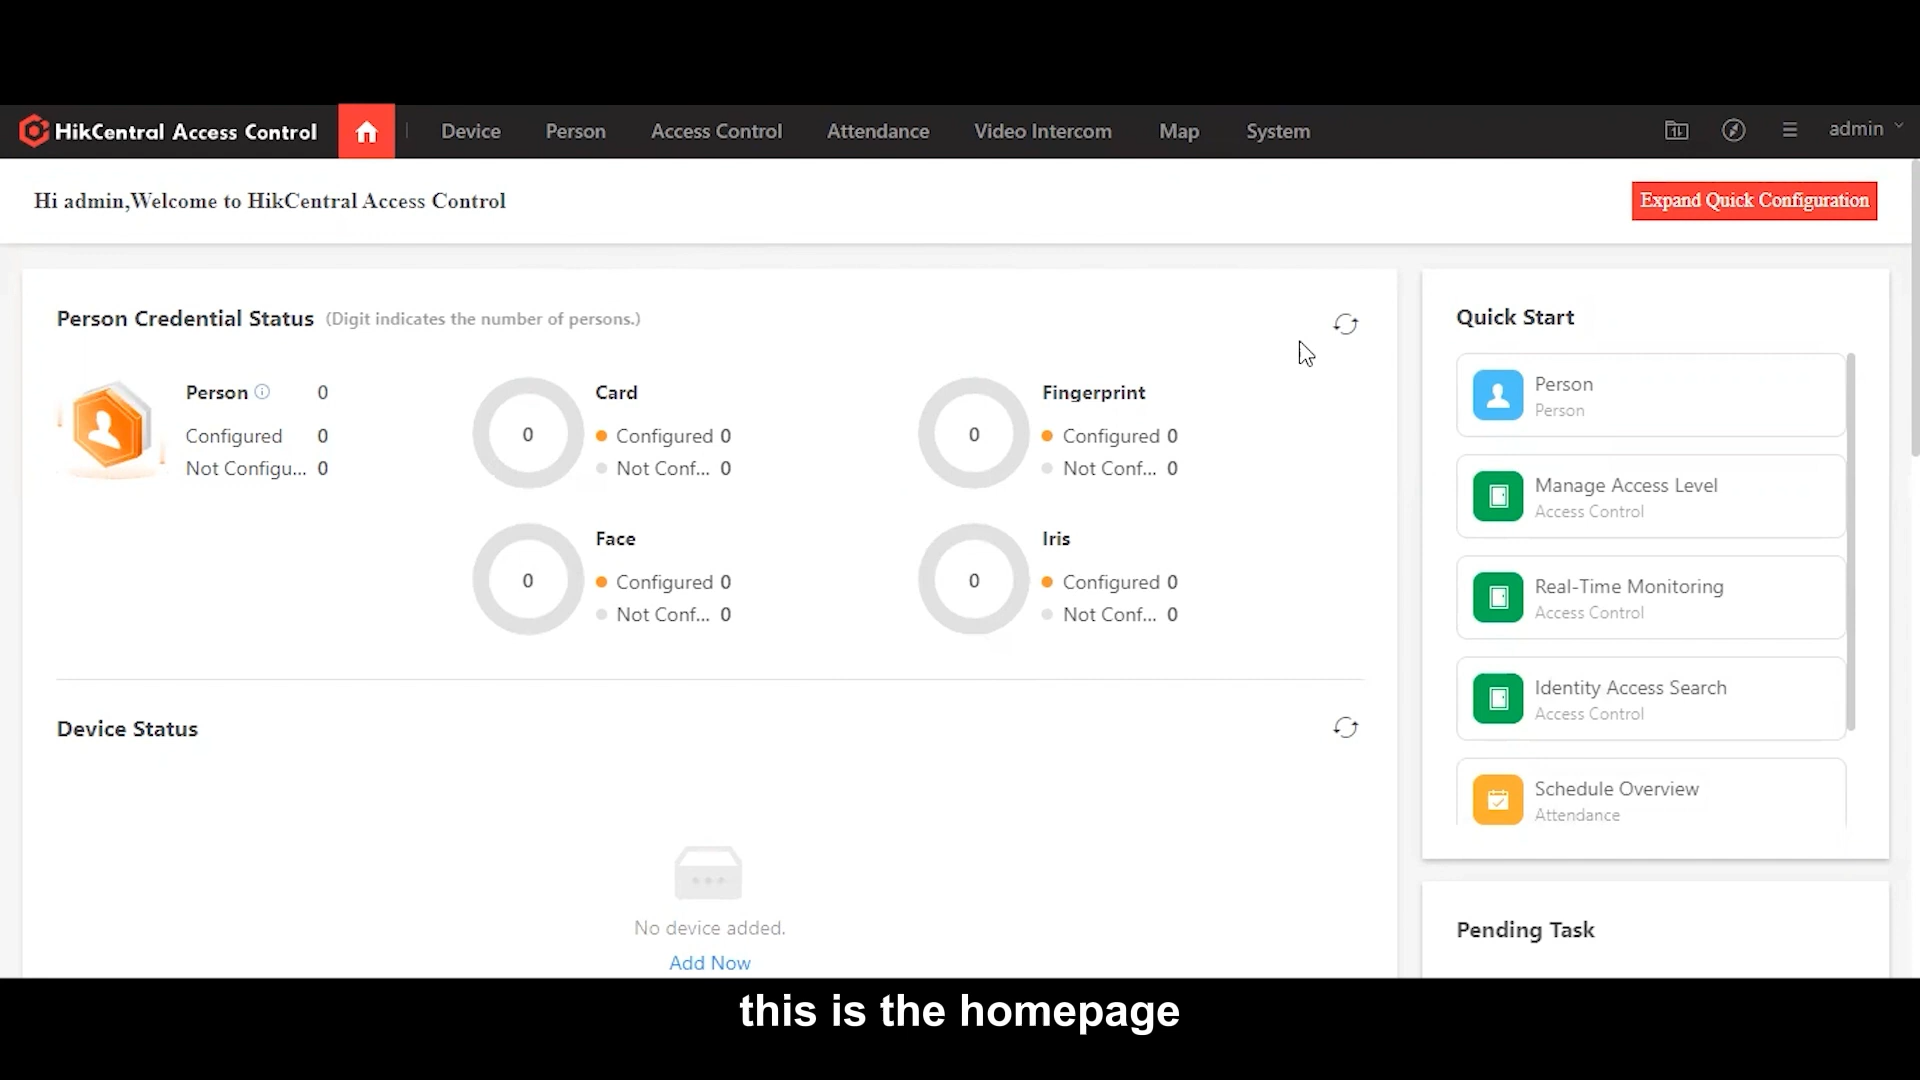 HikCentral Access Control
Device
Person
Access Control
Attendance
Video Intercom
Map
System
admin
Hi admin,Welcome to HikCentral Access Control
Expand Quick Configuration
Person Credential Status (Digit indicates the number of persons.)
Person 0
Configured 0
Not Configu... 0
0
Card
Configured 0
Not Conf... 0
0
Fingerprint
Configured 0
Not Conf... 0
0
Face
Configured 0
Not Conf... 0
0
Iris
Configured 0
Not Conf... 0
Device Status
No device added.
Add Now
Quick Start
Person
Person
Manage Access Level
Access Control
Real-Time Monitoring
Access Control
Identity Access Search
Access Control
Schedule Overview
Attendance
Pending Task
this is the homepage